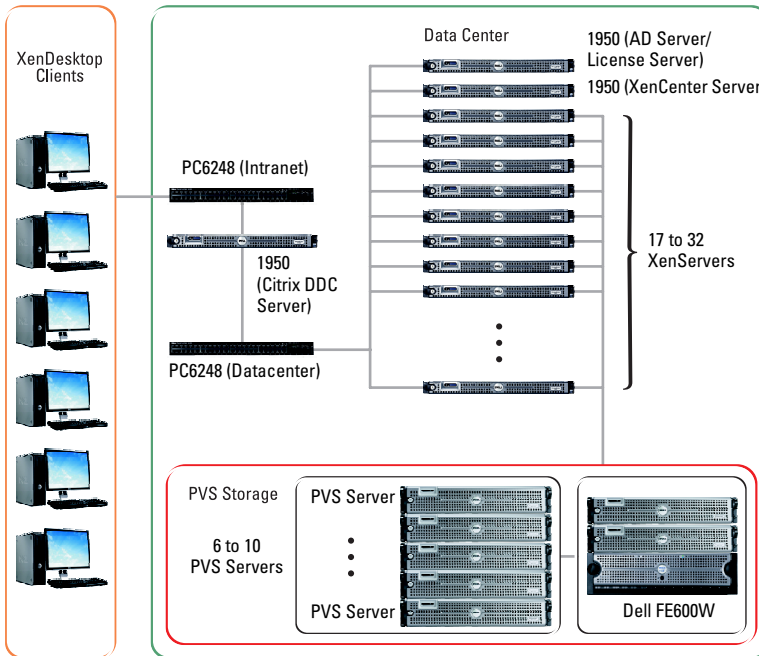 XenDesktop
Clients
Data Center
1950 (AD Server/
License Server)
1950 (XenCenter Server
PC6248 (Intranet)
1950
(Citrix DDC
Server)
PC6248 (Datacenter)
17 to 32
XenServers
PVS Storage
6 to 10
PVS Servers
PVS Server
PVS Server
Dell FE600W